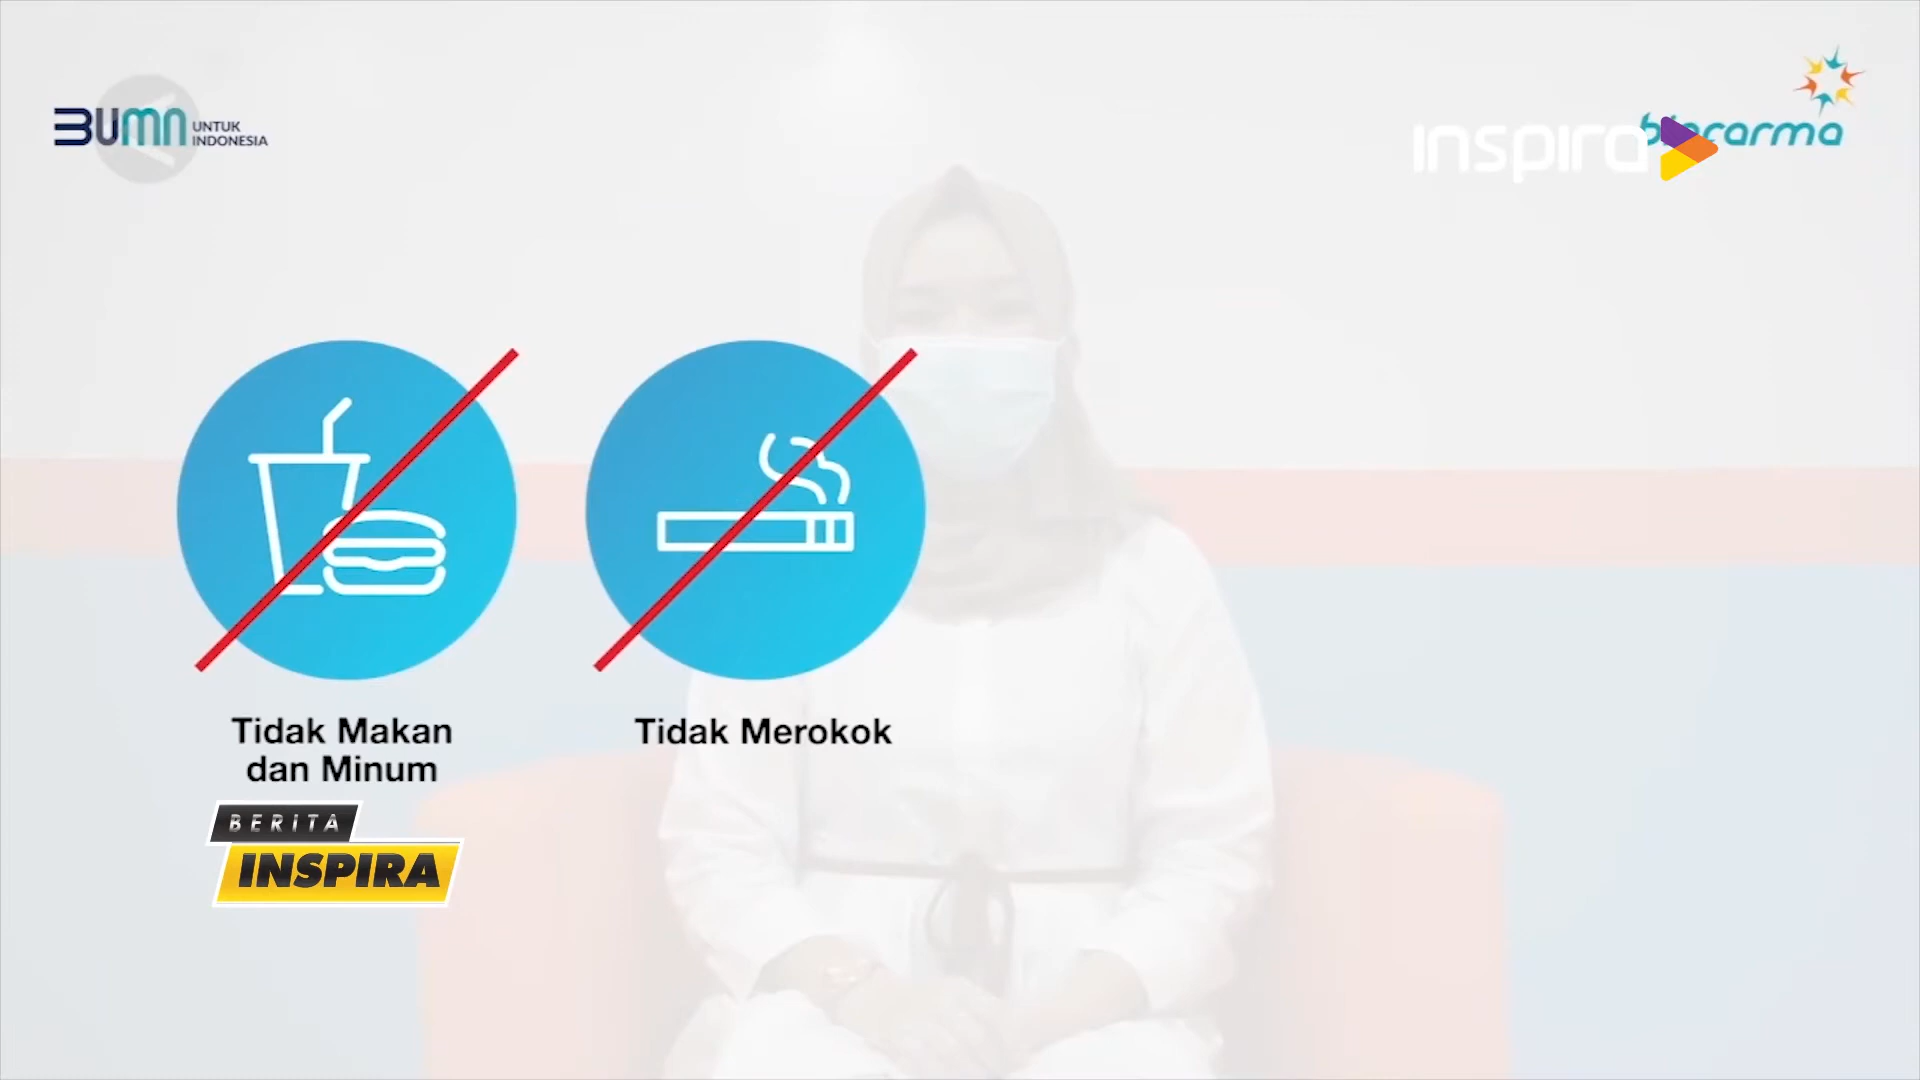 BUMN
UNTUK
INDONESIA
inspira
Tidak Makan
dan Minum
Tidak Merokok
BERITA
INSPIRA